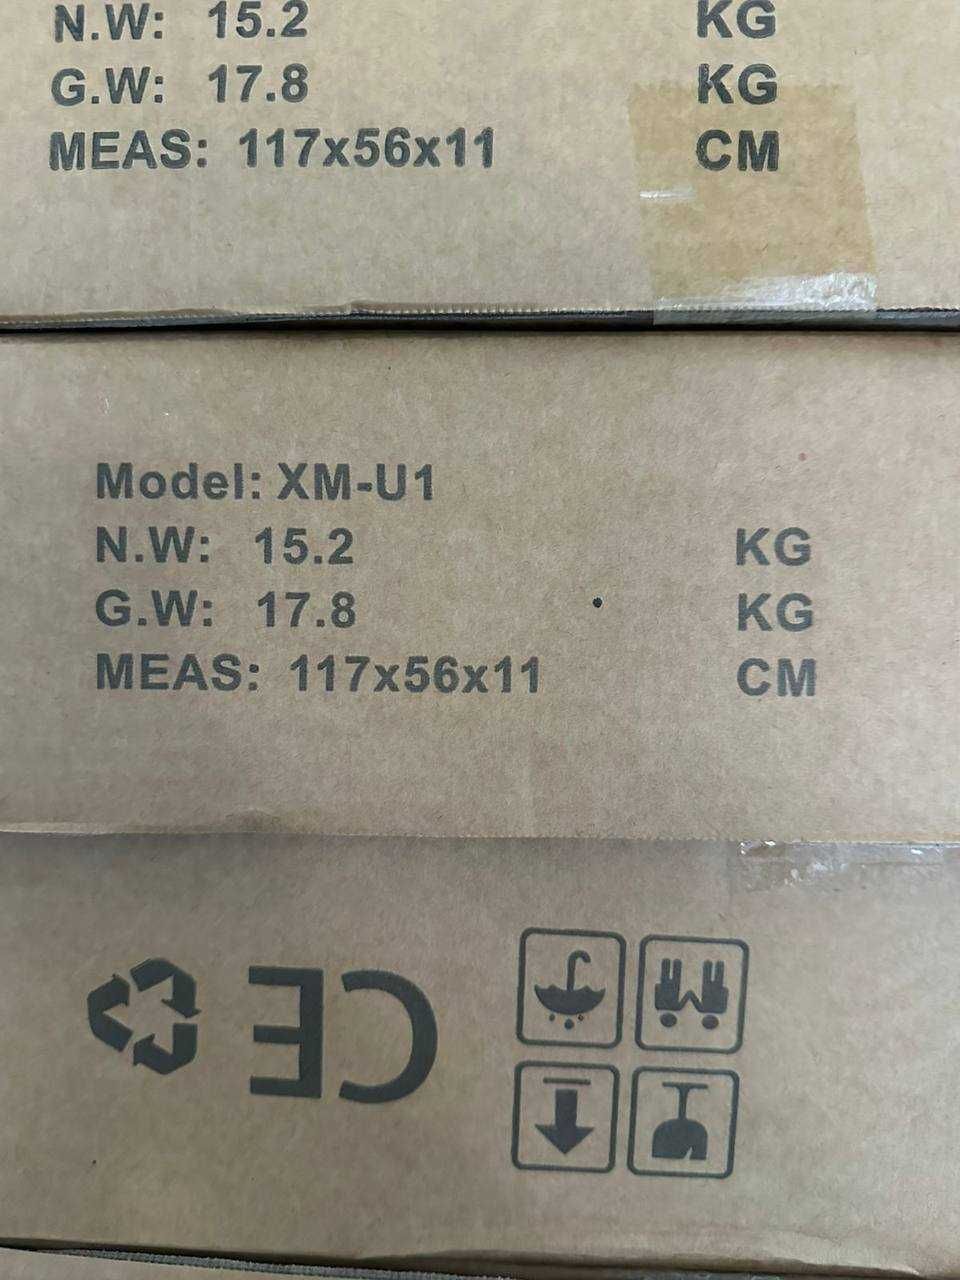 N.W: 15.2 KG
G.W: 17.8 KG
MEAS: 117x56x11 CM
Model: XM-U1
N.W: 15.2 KG
G.W: 17.8 KG
MEAS: 117x56x11 CM
CE